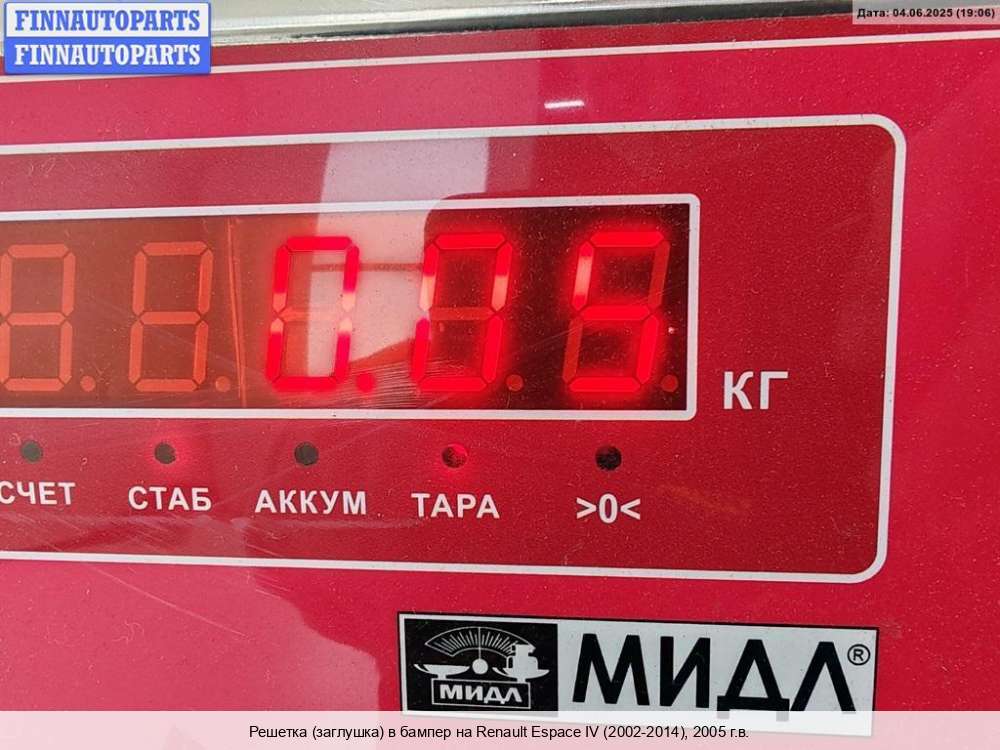 FINNAUTOPARTS
FINNAUTOPARTS
Дата: 04.06.2025 (19:06)
0.05
КГ
СЧЕТ
СТАБ
АККУМ
ТАРА
>0<
МИДЛ
МИДЛ®
Решетка (заглушка) в бампер на Renault Espace IV (2002-2014), 2005 г.в.